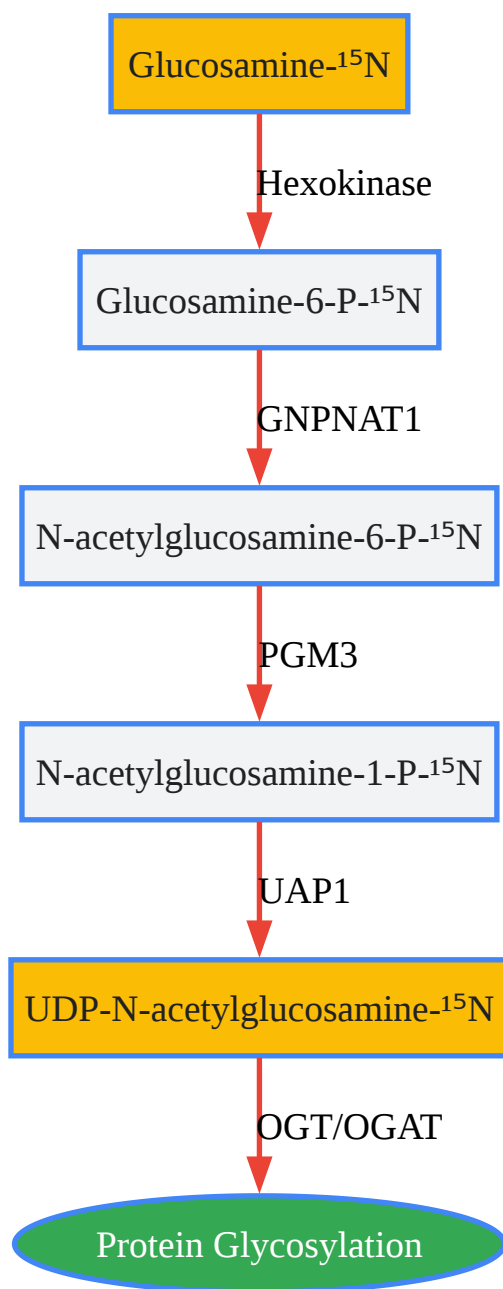 Glucosamine-¹⁵N
Hexokinase
Glucosamine-6-P-¹⁵N
GNPNAT1
N-acetylglucosamine-6-P-¹⁵N
PGM3
N-acetylglucosamine-1-P-¹⁵N
UAP1
UDP-N-acetylglucosamine-¹⁵N
OGT/OGAT
Protein Glycosylation